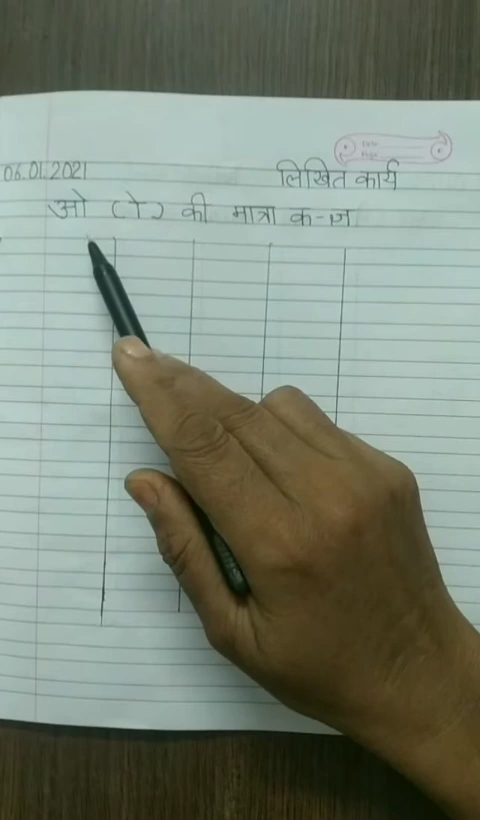 06.01.2021
लिखित कार्य
ओ (ो) की मात्रा क-ज